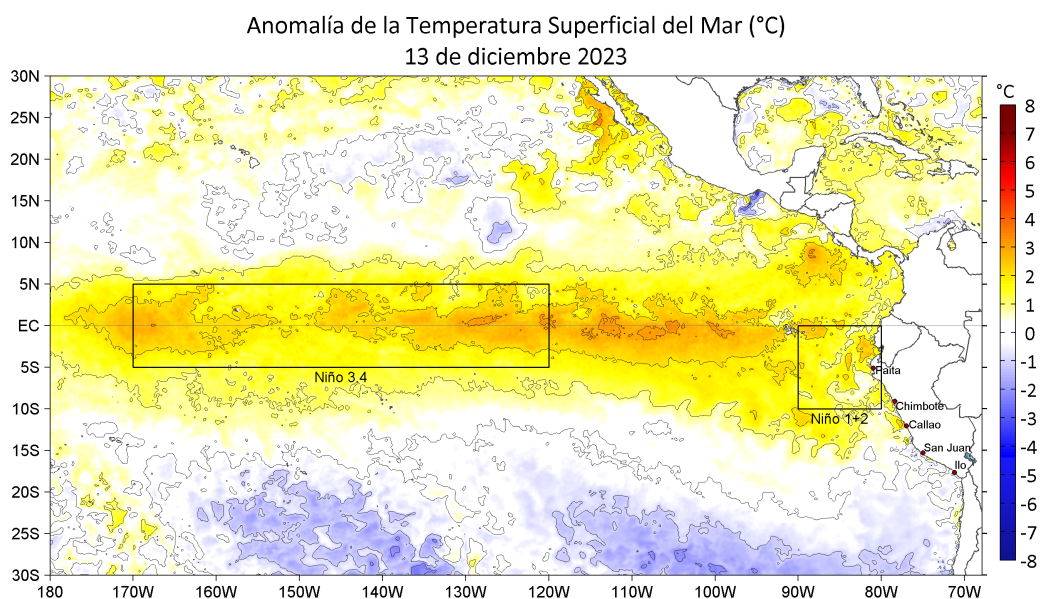 Anomalía de la Temperatura Superficial del Mar (°C)
13 de diciembre 2023
30N
25N
20N
15N
10N
5N
EC
5S
10S
15S
20S
25S
30S
180
170W
160W
150W
140W
130W
120W
110W
100W
90W
80W
70W
Niño 3.4
Niño 1+2
Paita
Chimbote
Callao
San Juan
Ilo
°C
8
7
6
5
4
3
2
1
0
-1
-2
-3
-4
-5
-6
-7
-8